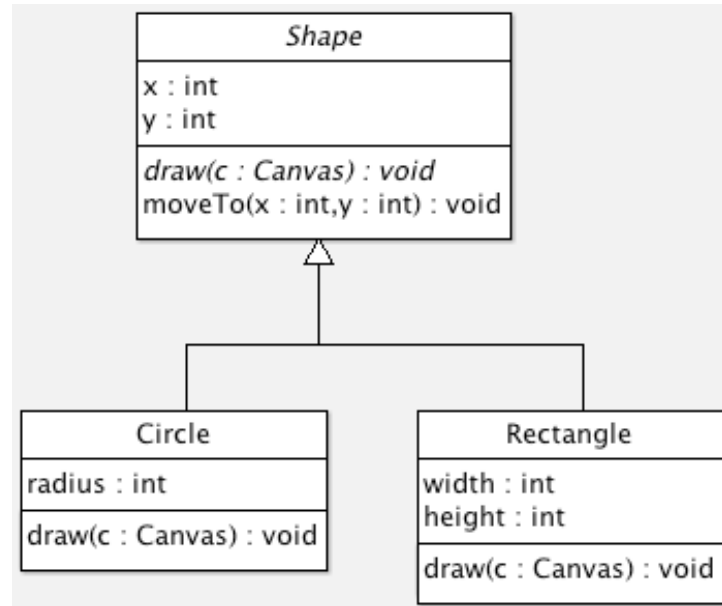 Shape
x : int
y : int
draw(c : Canvas) : void
moveTo(x : int,y : int) : void
Circle
radius : int
draw(c : Canvas) : void
Rectangle
width : int
height : int
draw(c : Canvas) : void